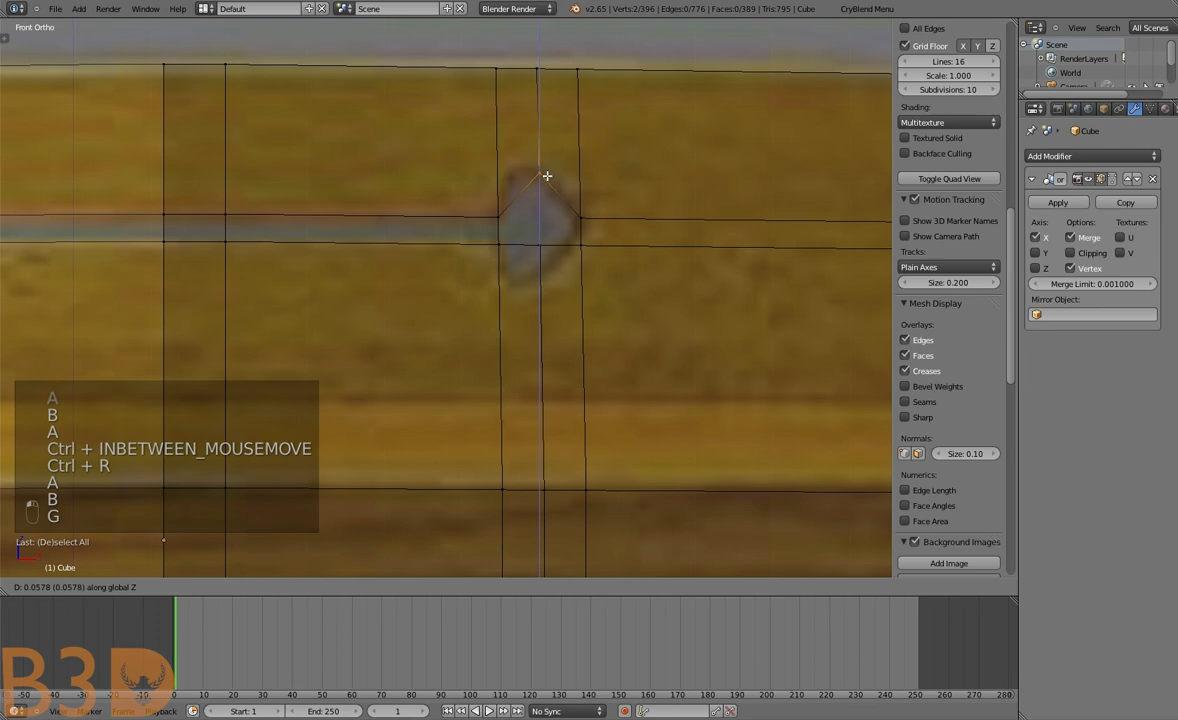 File Add Render Window Help Default Scene Blender Render v2.65 | Verts:2/396 | Edges:0/776 | Faces:0/389 | Tris:795 | Cube CryBlend Menu
Front Ortho
All Edges
Grid Floor X Y Z
Lines: 16
Scale: 1.000
Subdivisions: 10
Shading:
Multitexture
Textured Solid
Backface Culling
Toggle Quad View
Motion Tracking
Show 3D Marker Names
Show Camera Path
Tracks:
Plain Axes
Size: 0.200
Mesh Display
Overlays:
Edges
Faces
Creases
Bevel Weights
Seams
Sharp
Normals:
Size: 0.10
Numerics:
Edge Length
Face Angles
Face Area
Background Images
Add Image
View Search All Scenes
Scene
RenderLayers
World
Camera
Cube
Add Modifier
or
Apply Copy
Axis: Options: Textures:
X Merge U
Y Clipping V
Z Vertex
Merge Limit: 0.001000
Mirror Object:
A
B
A
Ctrl + INBETWEEN_MOUSEMOVE
Ctrl + R
A
B
G
Last: (De)select All
(1) Cube
D: 0.0578 (0.0578) along global Z
B3D
-50 -40 -30 -20 -10 0 10 20 30 40 50 60 70 80 90 100 110 120 130 140 150 160 170 180 190 200 210 220 230 240 250 260 270 280
View Marker Frame Playback Start: 1 End: 250 1 No Sync